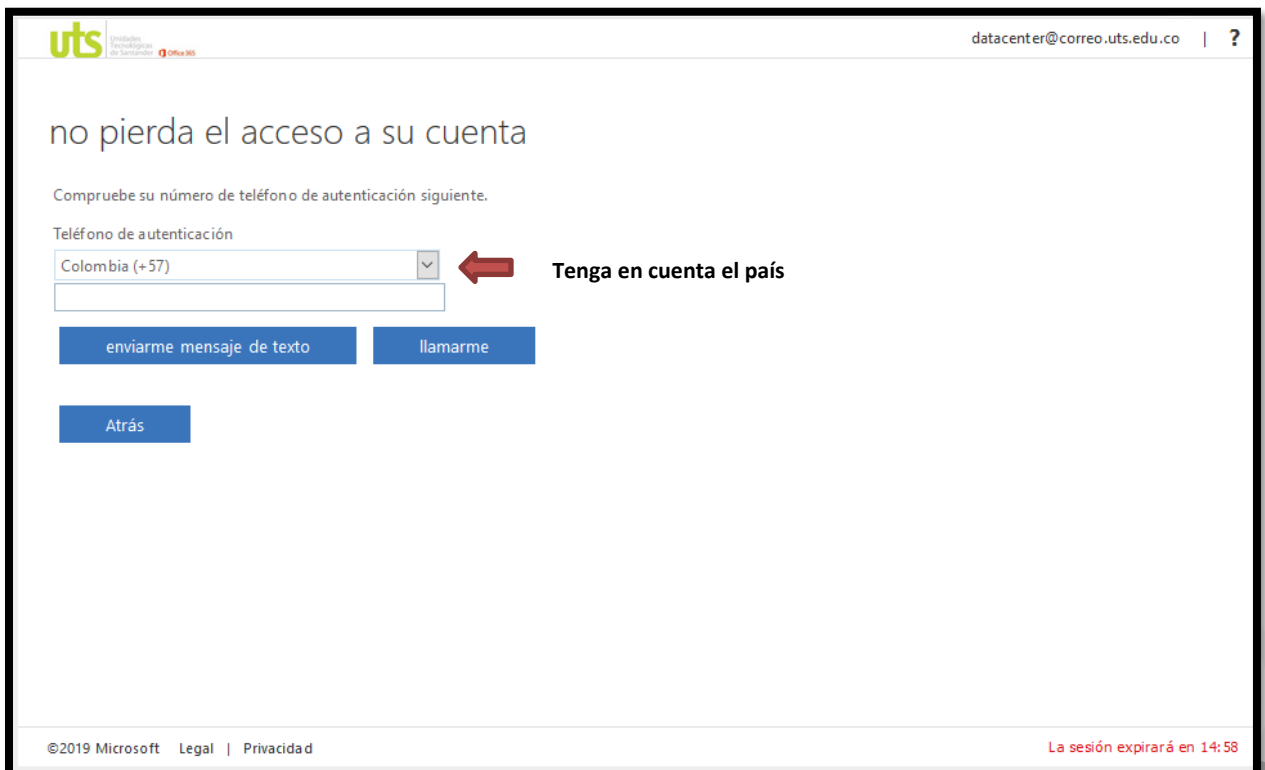 uts
Unidades
Tecnológicas
de Santander Office 365
datacenter@correo.uts.edu.co | ?
no pierda el acceso a su cuenta
Compruebe su número de teléfono de autenticación siguiente.
Teléfono de autenticación
Colombia (+57)
Tenga en cuenta el país
enviarme mensaje de texto llamarme
Atrás
©2019 Microsoft Legal | Privacidad La sesión expirará en 14:58